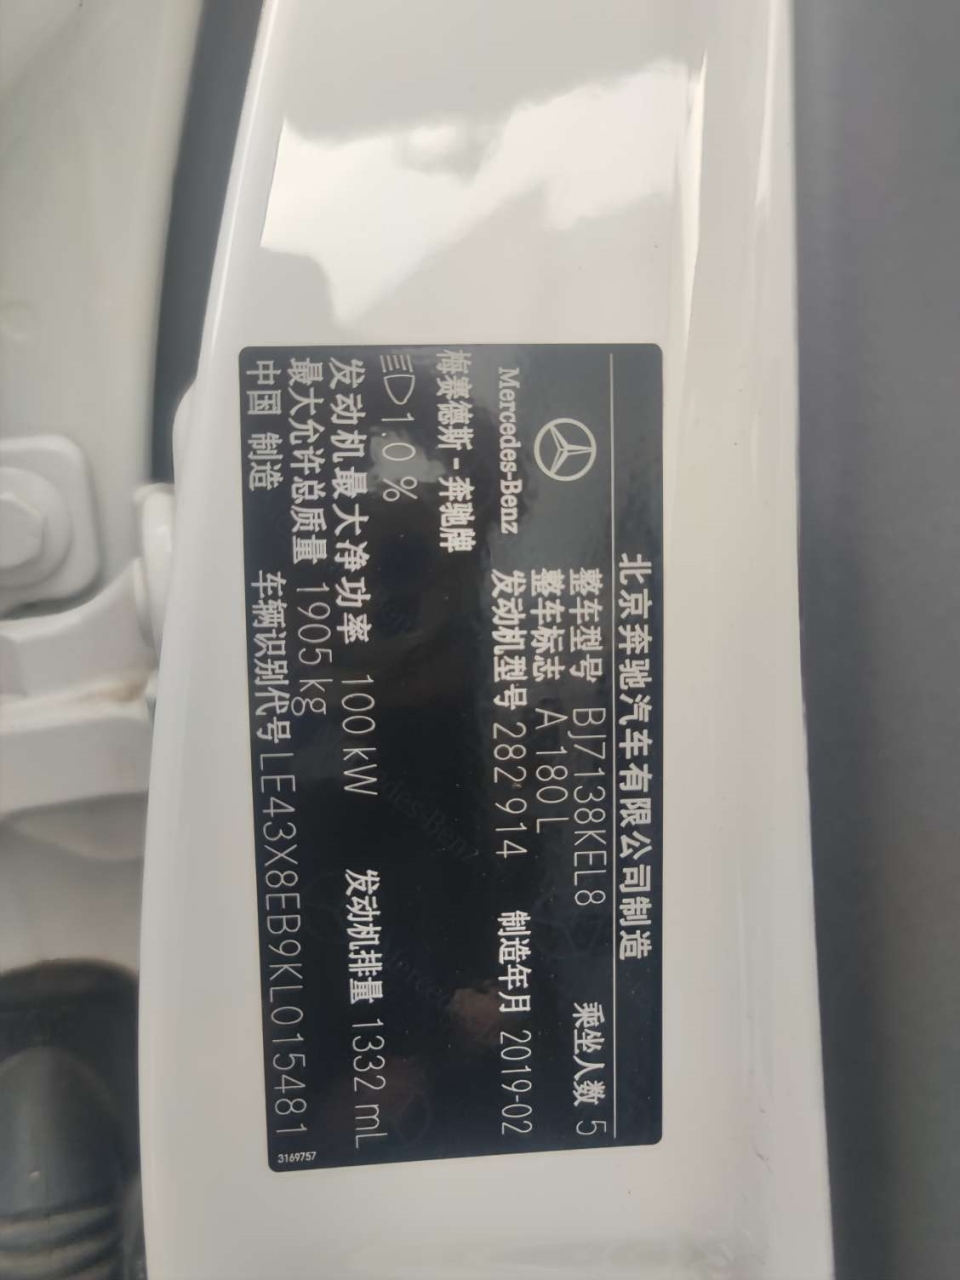 北京奔驰汽车有限公司制造
Mercedes-Benz
整车型号 BJ7138KEL8 乘坐人数 5
整车标志 A 180 L
发动机型号 282 914 制造年月 2019-02
梅赛德斯-奔驰牌
1.0 %
发动机最大净功率 100 kW 发动机排量 1332 mL
最大允许总质量 1905 kg
中国 制造 车辆识别代号 LE43X8EB9KL015481
3169757